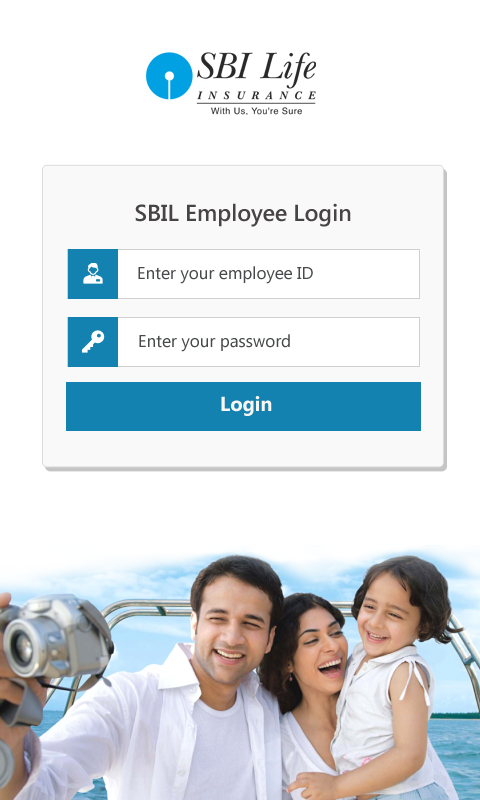 SBI Life
INSURANCE
With Us, You're Sure
SBIL Employee Login
Enter your employee ID
Enter your password
Login